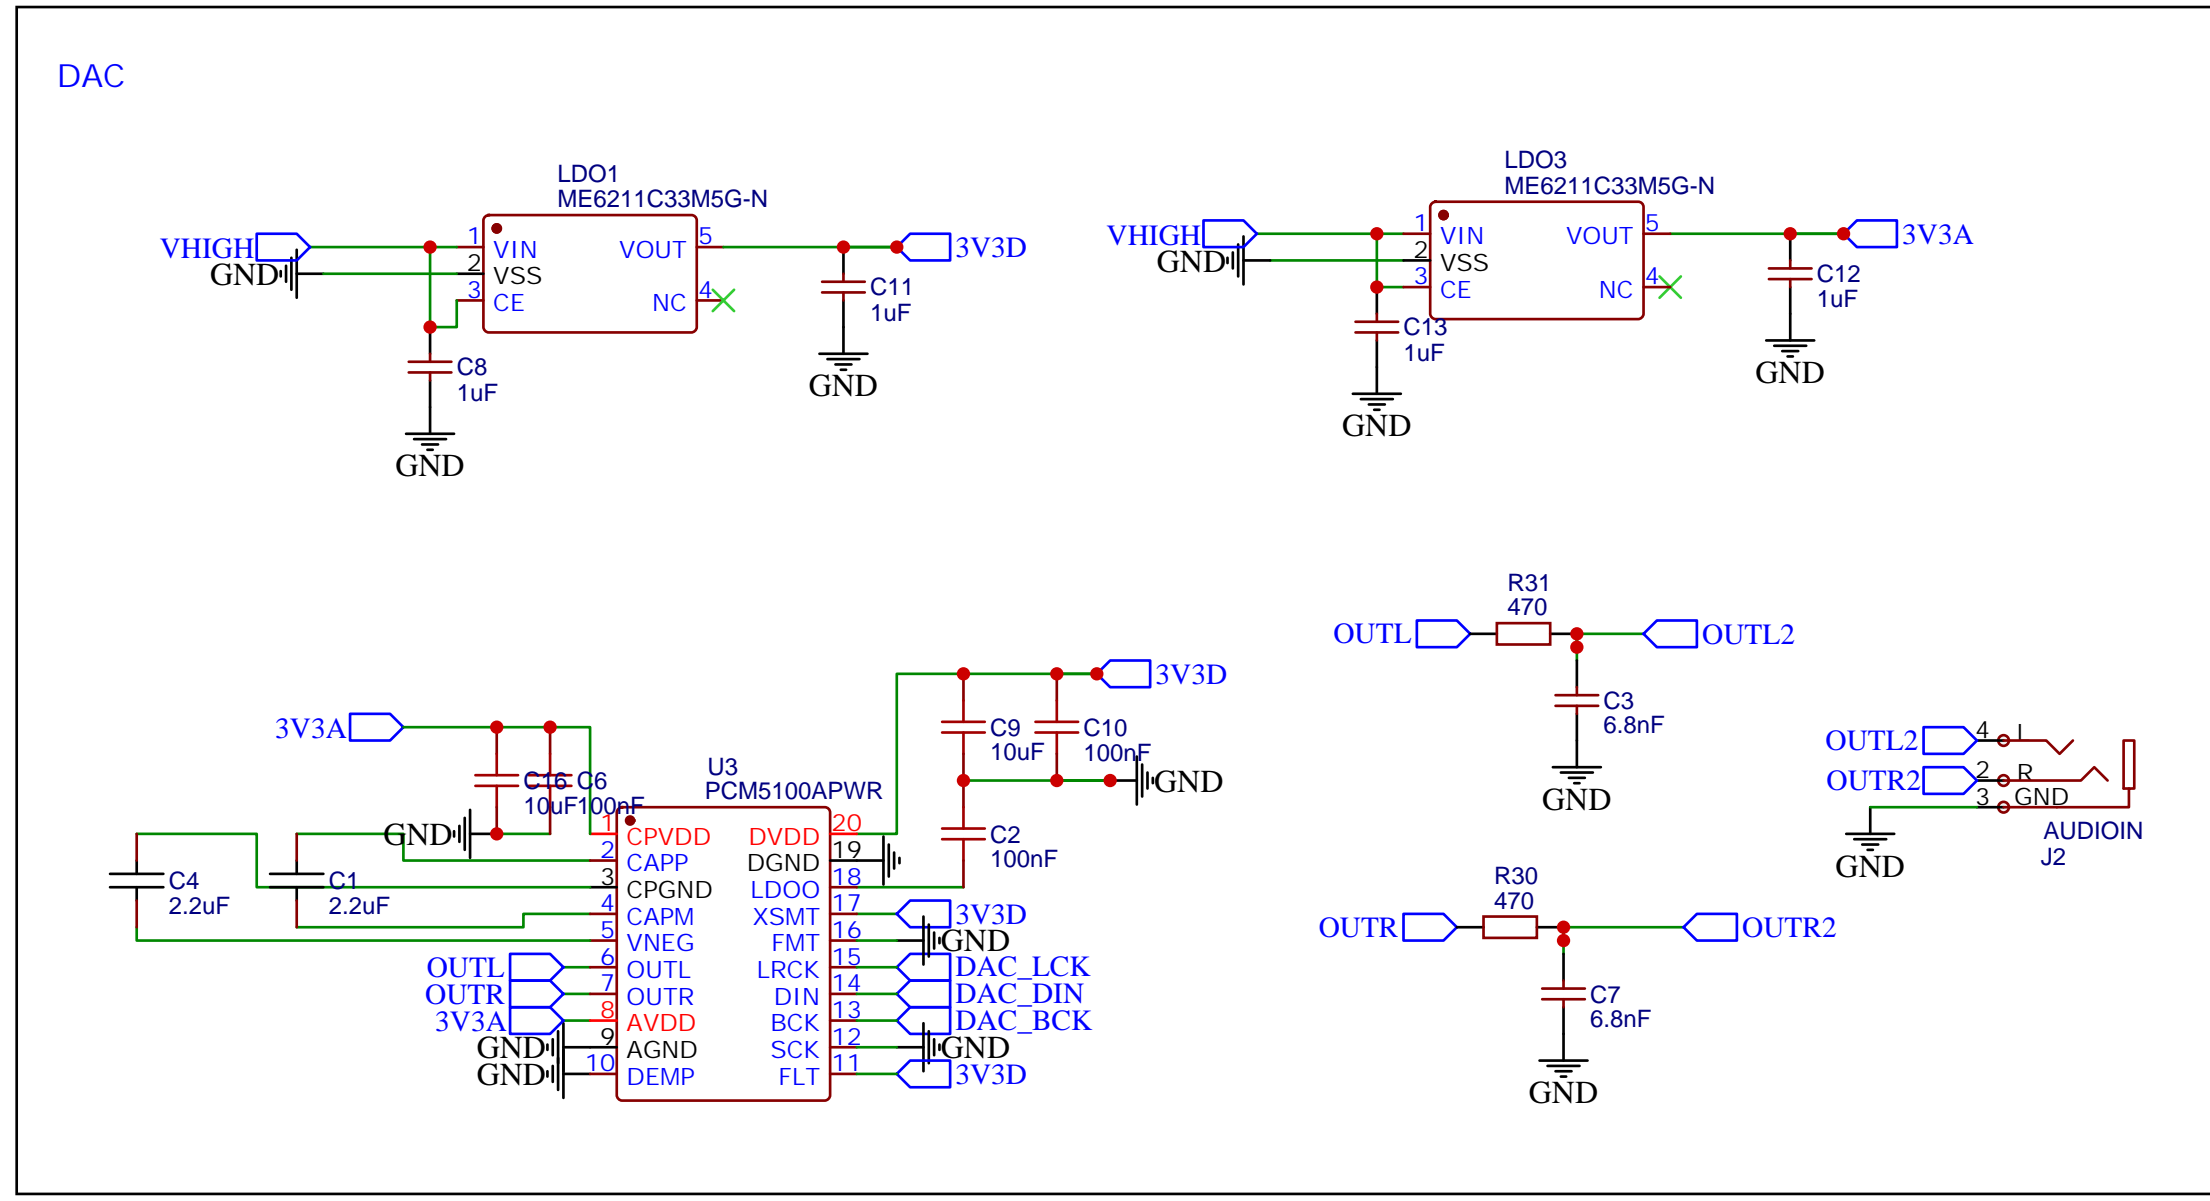 DAC
LDO1
ME6211C33M5G-N
VHIGH
GND
1
2
3
VIN
VSS
CE
VOUT
NC
5
4
3V3D
C11
1uF
GND
C8
1uF
GND
LDO3
ME6211C33M5G-N
VHIGH
GND
1
2
3
VIN
VSS
CE
VOUT
NC
5
4
3V3A
C12
1uF
GND
C13
1uF
GND
3V3A
C16
10uF
C6
100nF
GND
C4
2.2uF
C1
2.2uF
U3
PCM5100APWR
1 CPVDD DVDD 20
2 CAPP DGND 19
3 CPGND LDOO 18
4 CAPM XSMT 17 3V3D
5 VNEG FMT 16 GND
OUTL 6 OUTL LRCK 15 DAC_LCK
OUTR 7 OUTR DIN 14 DAC_DIN
3V3A 8 AVDD BCK 13 DAC_BCK
GND 9 AGND SCK 12 GND
GND 10 DEMP FLT 11 3V3D
3V3D
C9
10uF
C10
100nF
GND
C2
100nF
R31
470
OUTL
OUTL2
C3
6.8nF
GND
R30
470
OUTR
OUTR2
C7
6.8nF
GND
OUTL2 4 L
OUTR2 2 R
3 GND
GND
AUDIOIN
J2